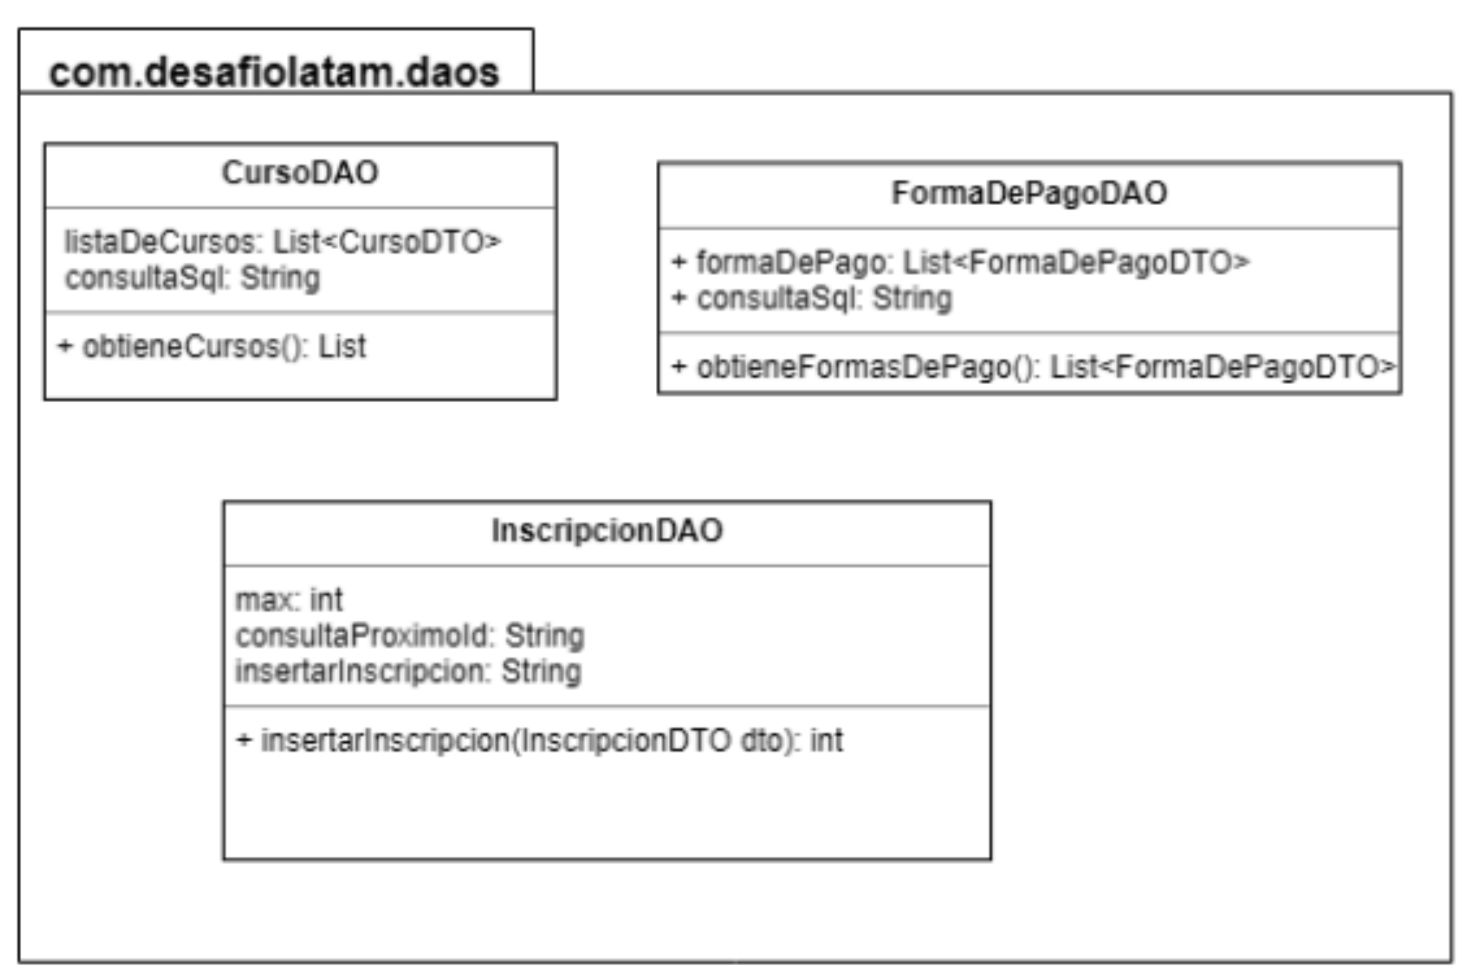 com.desafiolatam.daos
CursoDAO
listaDeCursos: List<CursoDTO>
consultaSql: String
+ obtieneCursos(): List
FormaDePagoDAO
+ formaDePago: List<FormaDePagoDTO>
+ consultaSql: String
+ obtieneFormasDePago(): List<FormaDePagoDTO>
InscripcionDAO
max: int
consultaProximoId: String
insertarInscripcion: String
+ insertarInscripcion(InscripcionDTO dto): int